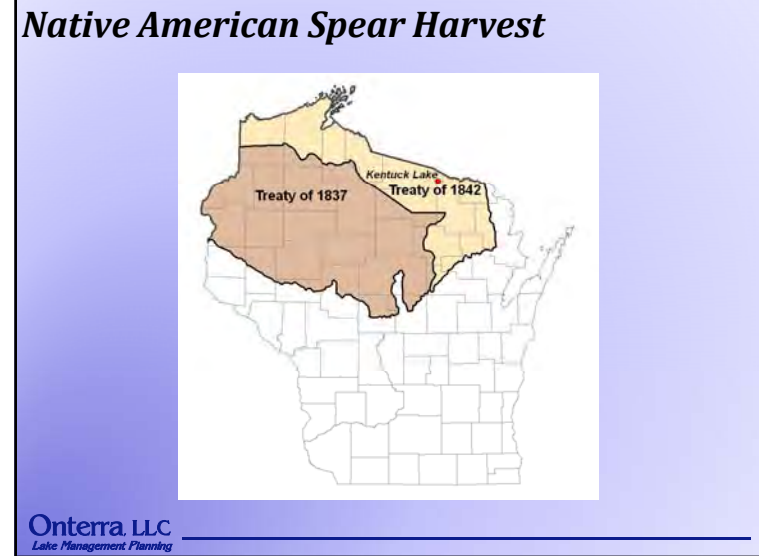 Native American Spear Harvest
Kentuck Lake
Treaty of 1842
Treaty of 1837
Onterra, LLC
Lake Management Planning